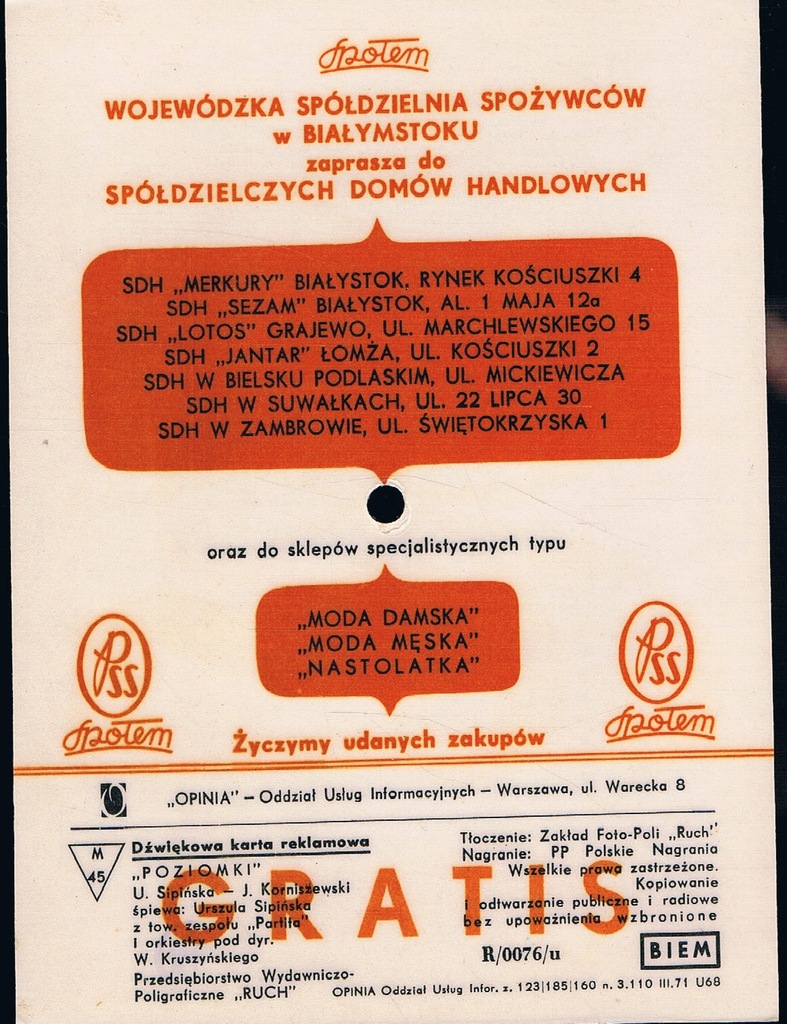 Społem
WOJEWÓDZKA SPÓŁDZIELNIA SPOŻYWCÓW
w BIAŁYMSTOKU
zaprasza do
SPÓŁDZIELCZYCH DOMÓW HANDLOWYCH
SDH „MERKURY” BIAŁYSTOK, RYNEK KOŚCIUSZKI 4
SDH „SEZAM” BIAŁYSTOK, AL. 1 MAJA 12a
SDH „LOTOS” GRAJEWO, UL. MARCHLEWSKIEGO 15
SDH „JANTAR” ŁOMŻA, UL. KOŚCIUSZKI 2
SDH W BIELSKU PODLASKIM, UL. MICKIEWICZA
SDH W SUWAŁKACH, UL. 22 LIPCA 30
SDH W ZAMBROWIE, UL. ŚWIĘTOKRZYSKA 1
oraz do sklepów specjalistycznych typu
„MODA DAMSKA”
„MODA MĘSKA”
„NASTOLATKA”
PSS
Społem
PSS
Społem
Życzymy udanych zakupów
„OPINIA” – Oddział Usług Informacyjnych – Warszawa, ul. Warecka 8
M
45
Dźwiękowa karta reklamowa
„POZIOMKI”
U. Sipińska – J. Korniszewski
śpiewa: Urszula Sipińska
z tow. zespołu „Partita”
i orkiestry pod dyr.
W. Kruszyńskiego
Przedsiębiorstwo Wydawniczo-
Poligraficzne „RUCH”
GRATIS
Tłoczenie: Zakład Foto-Poli „Ruch”
Nagranie: PP Polskie Nagrania
Wszelkie prawa zastrzeżone.
Kopiowanie
i odtwarzanie publiczne i radiowe
bez upoważnienia wzbronione
R/0076/u
BIEM
OPINIA Oddział Usług Infor. z. 123|185|160 n. 3.110 III.71 U68